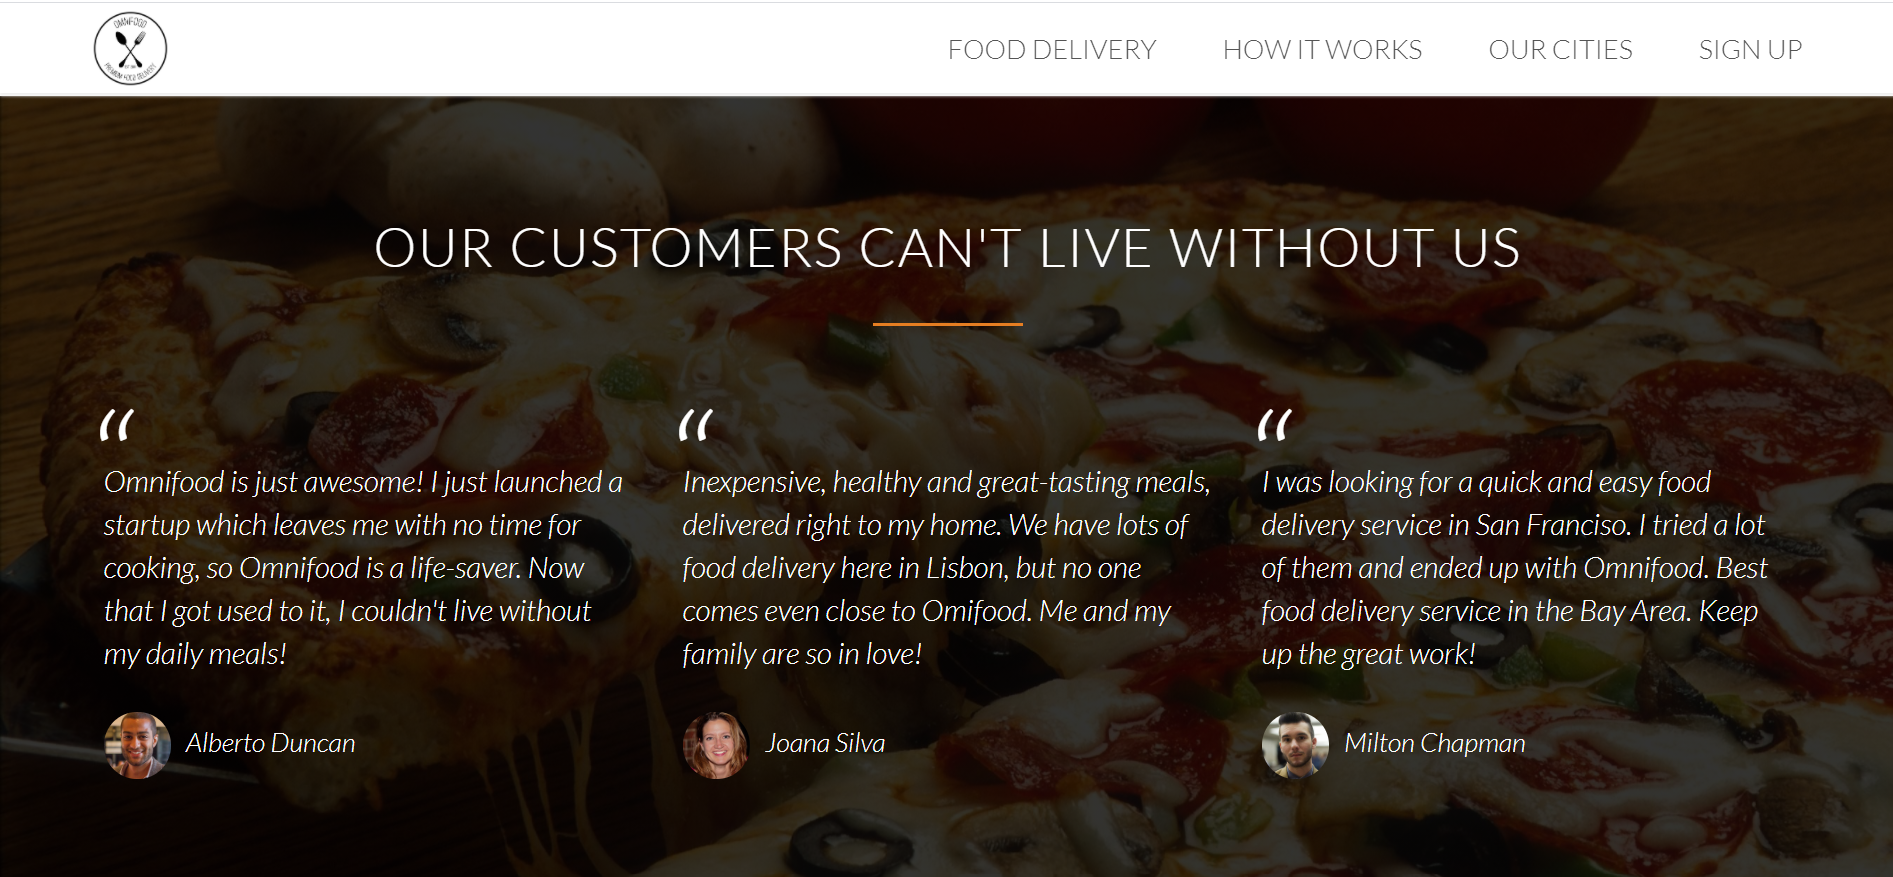 OMNIFOOD
PREMIUM FOOD DELIVERY
FOOD DELIVERY
HOW IT WORKS
OUR CITIES
SIGN UP
OUR CUSTOMERS CAN'T LIVE WITHOUT US
“
Omnifood is just awesome! I just launched a
startup which leaves me with no time for
cooking, so Omnifood is a life-saver. Now
that I got used to it, I couldn't live without
my daily meals!
Alberto Duncan
“
Inexpensive, healthy and great-tasting meals,
delivered right to my home. We have lots of
food delivery here in Lisbon, but no one
comes even close to Omifood. Me and my
family are so in love!
Joana Silva
“
I was looking for a quick and easy food
delivery service in San Franciso. I tried a lot
of them and ended up with Omnifood. Best
food delivery service in the Bay Area. Keep
up the great work!
Milton Chapman